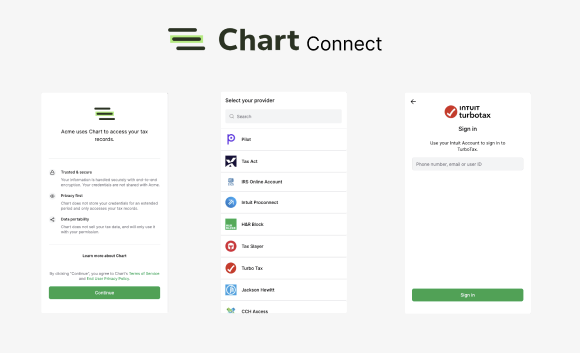 Chart Connect
Acme uses Chart to access your tax
records.
Trusted & secure
Your information is handled securely with end-to-end
encryption. Your credentials are not shared with Acme.
Privacy first
Chart does not store your credentials for an extended
period and only accesses your tax records.
Data portability
Chart does not sell your tax data, and will only use it
with your permission.
Learn more about Chart
By clicking "Continue", you agree to Chart's Terms of Service
and End User Privacy Policy.
Continue
Select your provider
Search
Pilot
Tax Act
IRS Online Account
Intuit Proconnect
H&R Block
Tax Slayer
Turbo Tax
Jackson Hewitt
CCH Access
INTUIT
turbotax
Sign in
Use your Intuit Account to sign in to
TurboTax.
Phone number, email or user ID
Sign in